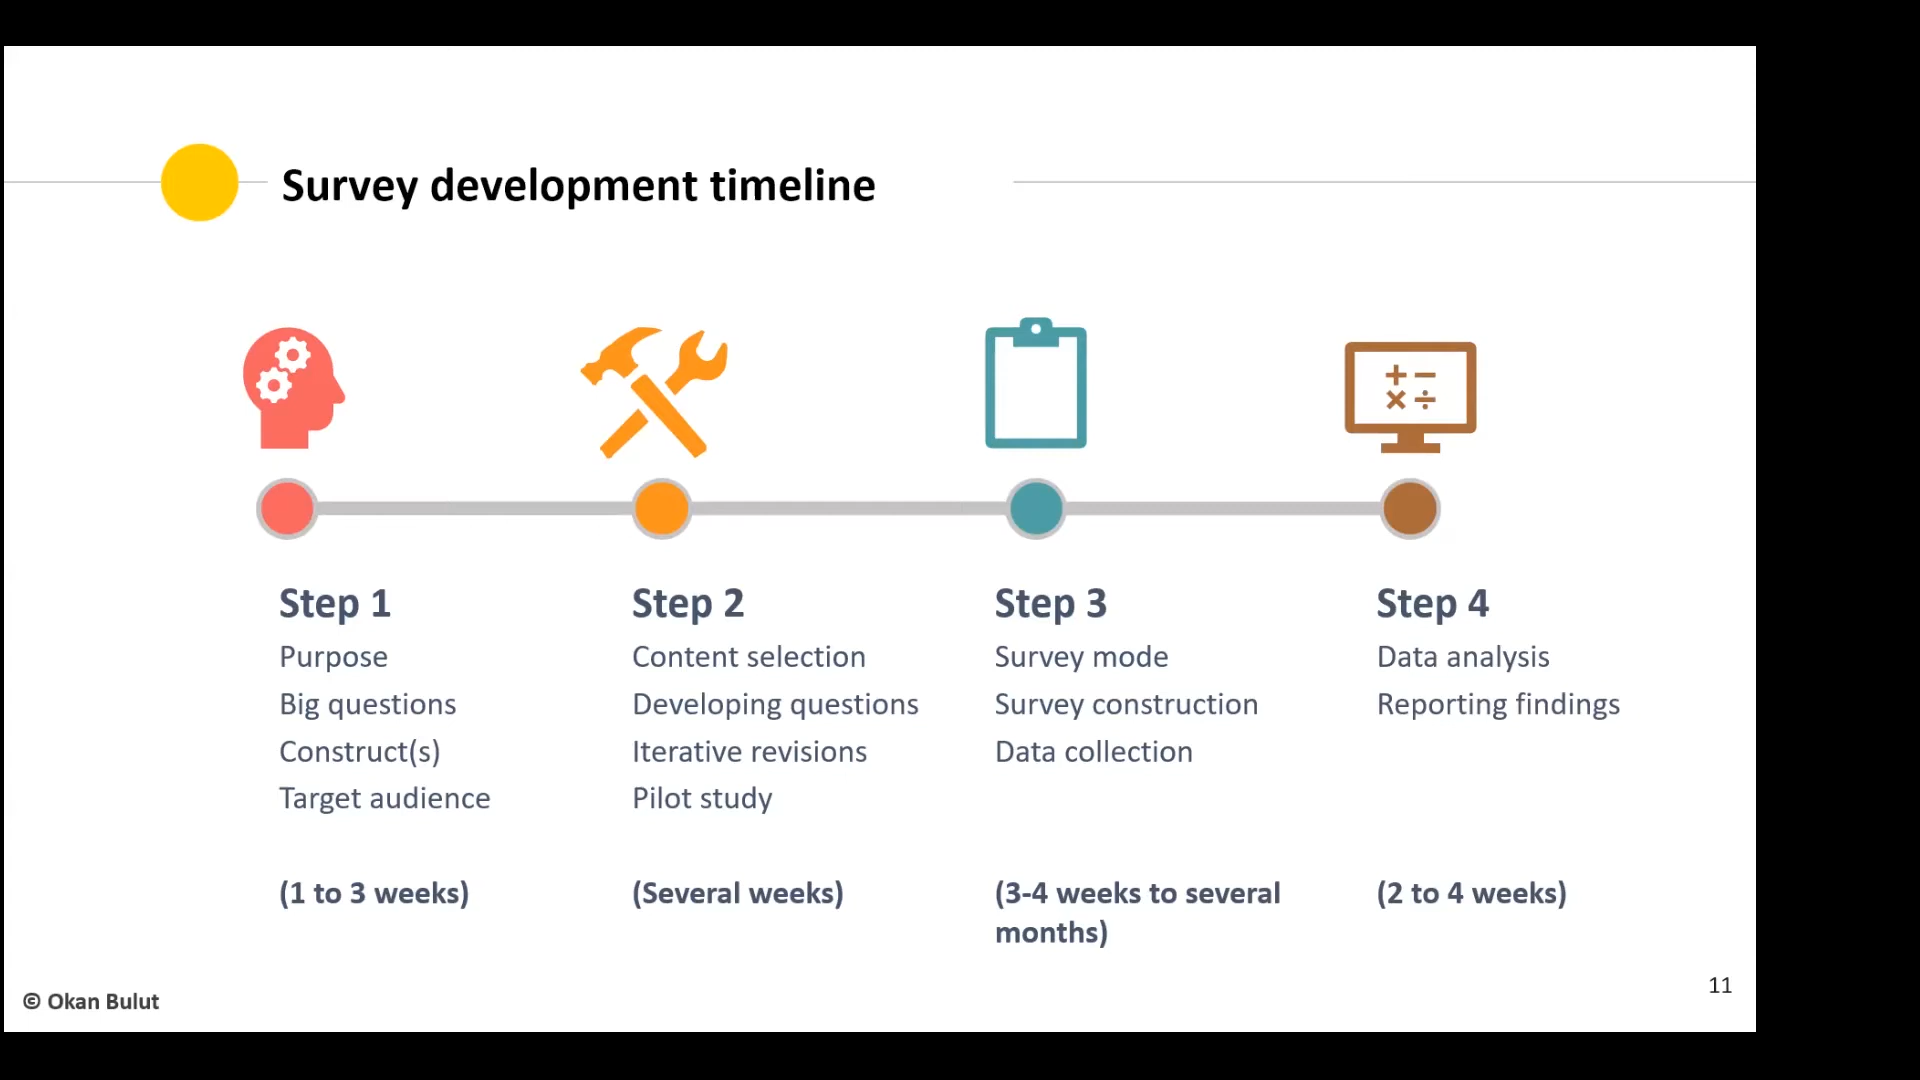 Survey development timeline
+ −
× ÷
Step 1
Purpose
Big questions
Construct(s)
Target audience
(1 to 3 weeks)
Step 2
Content selection
Developing questions
Iterative revisions
Pilot study
(Several weeks)
Step 3
Survey mode
Survey construction
Data collection
(3-4 weeks to several
months)
Step 4
Data analysis
Reporting findings
(2 to 4 weeks)
© Okan Bulut
11